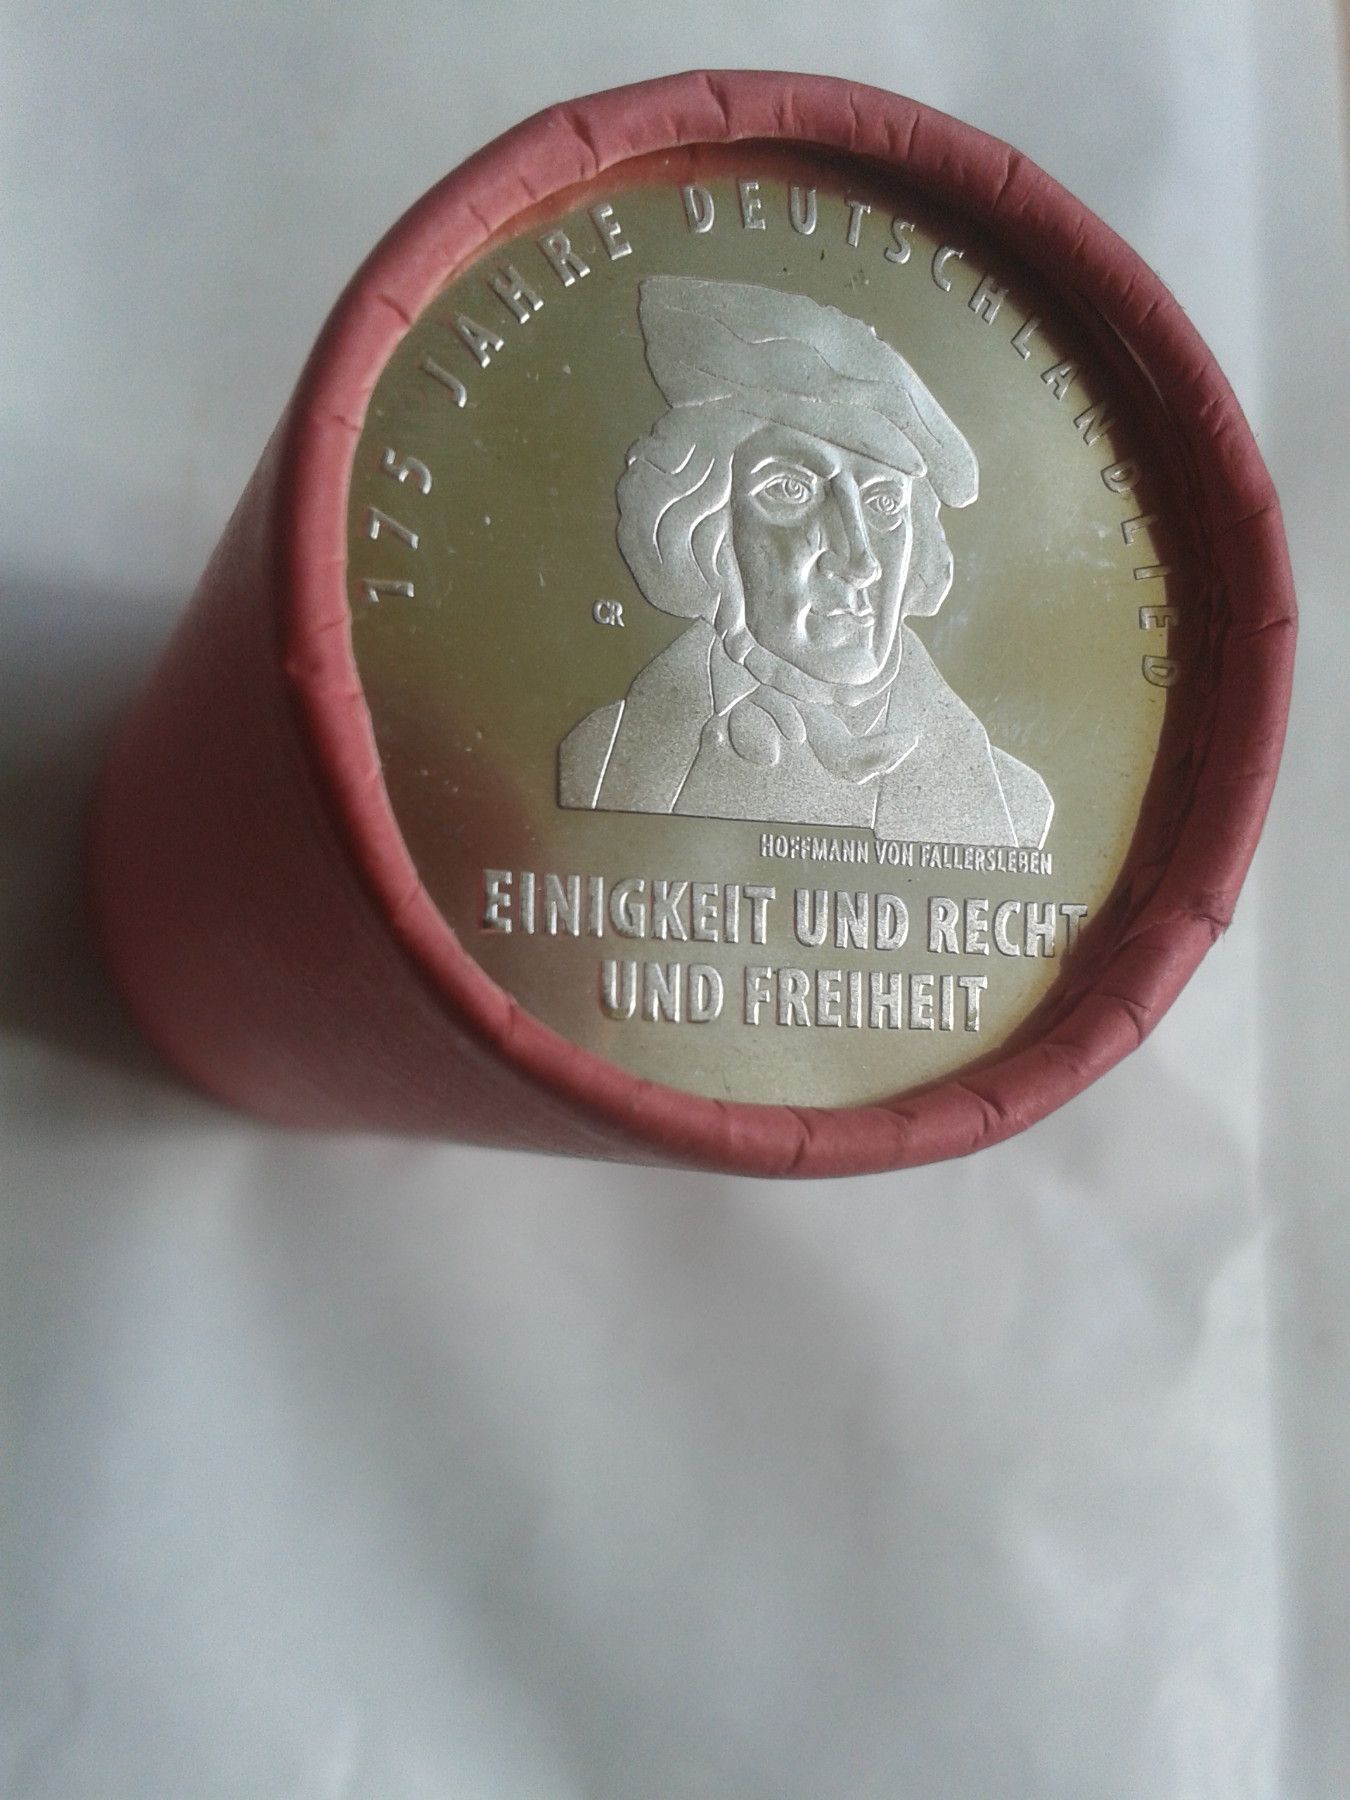 175 JAHRE DEUTSCHLANDLIED
CR
HOFFMANN VON FALLERSLEBEN
EINIGKEIT UND RECHT
UND FREIHEIT